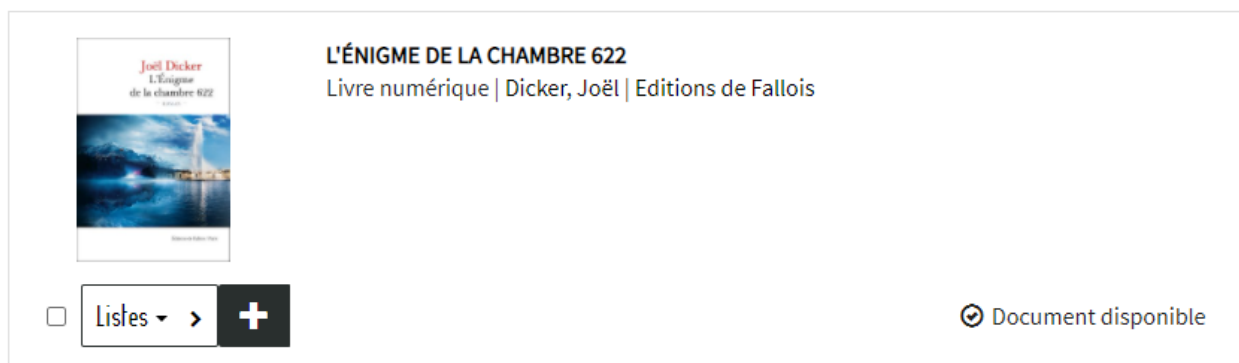 L'ÉNIGME DE LA CHAMBRE 622
Livre numérique | Dicker, Joël | Editions de Fallois
Joël Dicker
L'Énigme
de la chambre 622
Listes
Document disponible